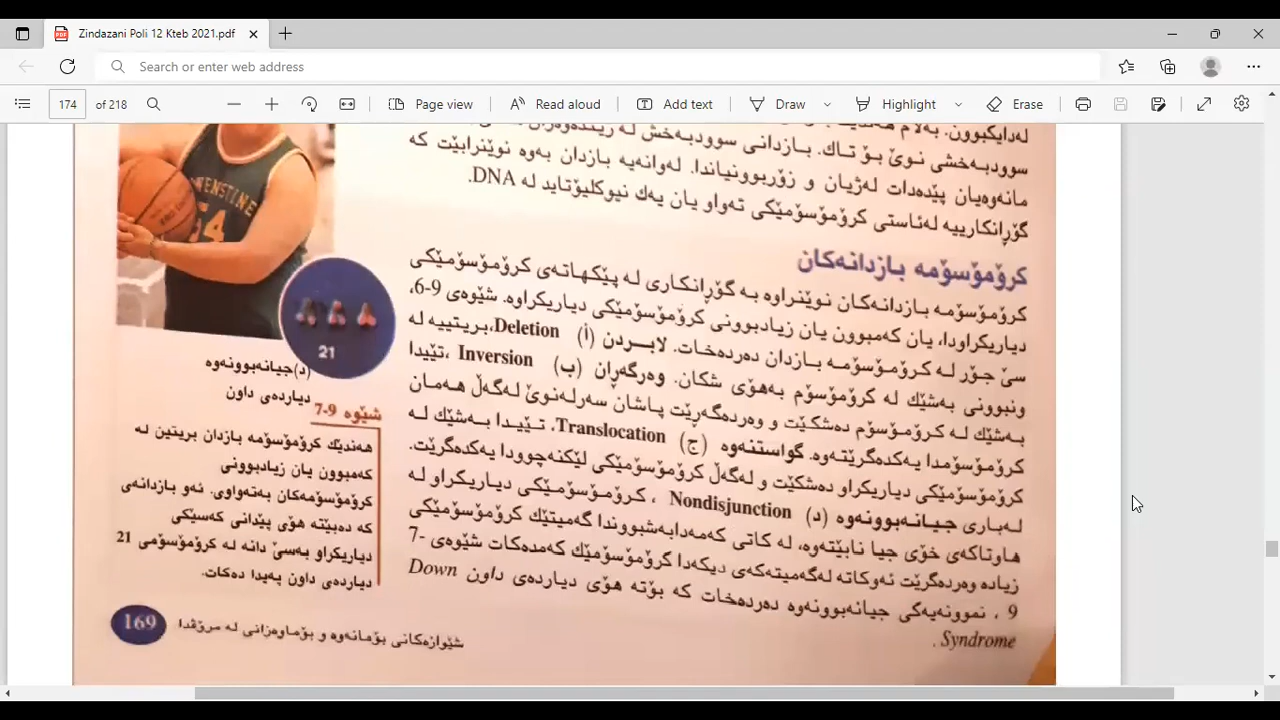 Zindazani Poli 12 Kteb 2021.pdf
Search or enter web address
174 of 218
Page view
Read aloud
Add text
Draw
Highlight
Erase
سوودبەخشی نوێ بۆ تاك. بازدانی سوودبەخش لە
مانەوەیان پێدەدات لەژیان و زۆربوونیاندا. لەوانەیە بازدان بەوە نوێنرابێت کە
گۆڕانکارییە لەئاستی کرۆمۆسۆمێکی تەواو یان یەك نیوکلیۆتاید لە DNA.
کرۆمۆسۆمە بازدانەکان
کرۆمۆسۆمە بازدانەکان نوێنراوە بە گۆڕانکاری لە پێکهاتەی کرۆمۆسۆمێکی
دیاریکراودا، یان کەمبوون یان زیادبوونی کرۆمۆسۆمێکی دیاریکراوە. شێوەی 9-6،
سێ جۆر لە کرۆمۆسۆمە بازدان دەردەخات. لابردن (أ) Deletion،بریتییە لە
ونبوونی بەشێك لە کرۆمۆسۆم بەهۆی شکان. وەرگەڕان (ب) Inversion ،تێیدا
بەشێك لە کرۆمۆسۆم دەشکێت و وەردەگەڕێت پاشان سەرلەنوێ لەگەڵ هەمان
کرۆمۆسۆمدا یەکدەگرێتەوە. گواستنەوە (ج) Translocation، تێیدا بەشێك لە
کرۆمۆسۆمێکی دیاریکراو دەشکێت و لەگەڵ کرۆمۆسۆمێکی لێکنەچوودا یەکدەگرێت.
لەباری جیانەبوونەوە (د) Nondisjunction ، کرۆمۆسۆمێکی دیاریکراو لە
هاوتاکەی خۆی جیا نابێتەوە، لە کاتی کەمەدابەشبووندا گەمیتێك کرۆمۆسۆمێکی
زیادە وەردەگرێت ئەوکاتە لەگەمیتەکەی دیکەدا کرۆمۆسۆمێك کەمدەکات شێوەی 7-
9 ، نموونەیەکی جیانەبوونەوە دەردەخات کە بۆتە هۆی دیاردەی داون Down
Syndrome .
54
21
(د)جیانەبوونەوە
دیاردەی داون
شێوە 9-7
هەندێك کرۆمۆسۆمە بازدان بریتین لە
کەمبوون یان زیادبوونی
کرۆمۆسۆمەکان بەتەواوی. ئەو بازدانەی
کە دەبێتە هۆی پێدانی کەسێکی
دیاریکراو بەسێ دانە لە کرۆمۆسۆمی 21
دیاردەی داون پەیدا دەکات.
شێوازەکانی بۆمانەوە و بۆماوەزانی لە مرۆڤدا
169